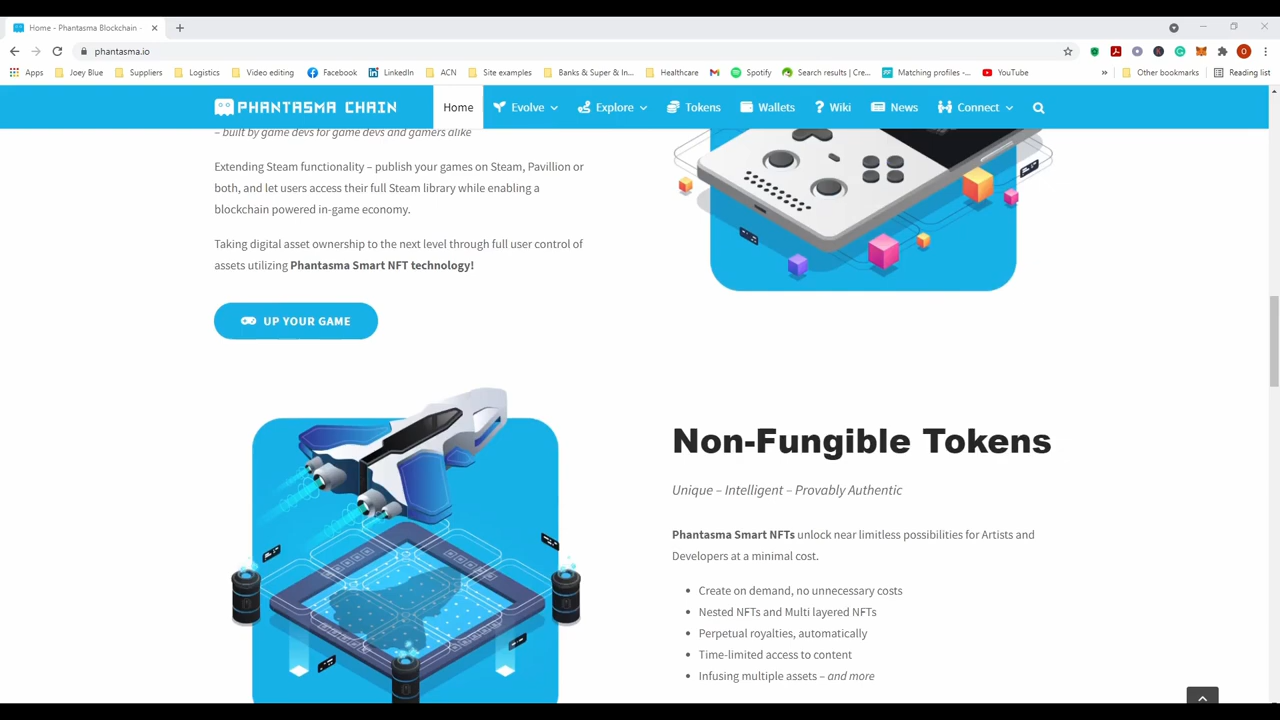 Home - Phantasma Blockchain -
phantasma.io
O
Apps Joey Blue Suppliers Logistics Video editing Facebook LinkedIn ACN Site examples Banks & Super & In... Healthcare Spotify Search results | Cre... Matching profiles -... YouTube » Other bookmarks Reading list
PHANTASMA CHAIN Home Evolve Explore Tokens Wallets Wiki News Connect
– built by game devs for game devs and gamers alike
Extending Steam functionality – publish your games on Steam, Pavillion or
both, and let users access their full Steam library while enabling a
blockchain powered in-game economy.
Taking digital asset ownership to the next level through full user control of
assets utilizing Phantasma Smart NFT technology!
UP YOUR GAME
Non-Fungible Tokens
Unique – Intelligent – Provably Authentic
Phantasma Smart NFTs unlock near limitless possibilities for Artists and
Developers at a minimal cost.
Create on demand, no unnecessary costs
Nested NFTs and Multi layered NFTs
Perpetual royalties, automatically
Time-limited access to content
Infusing multiple assets – and more